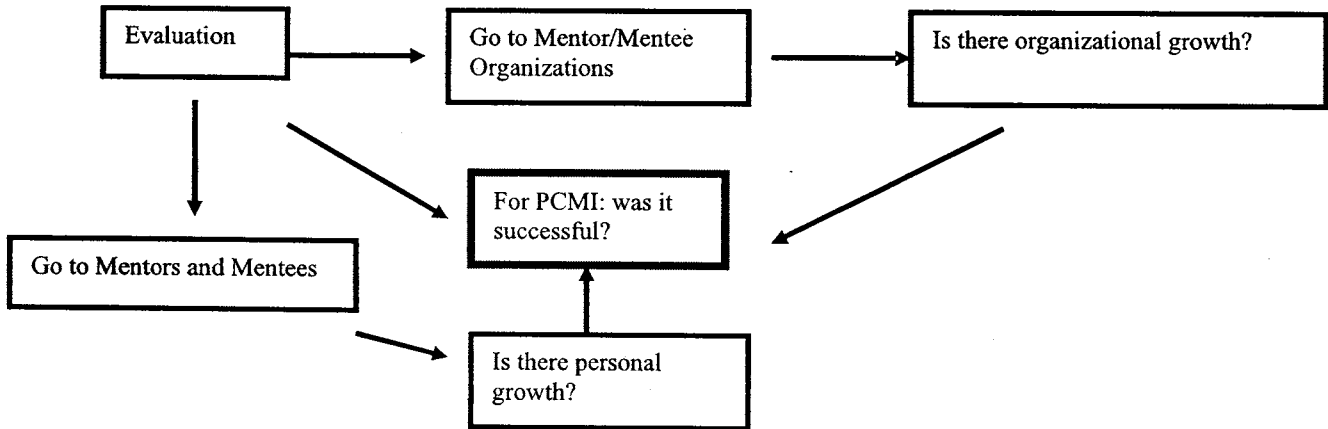 Evaluation
Go to Mentor/Mentee
Organizations
Is there organizational growth?
For PCMI: was it
successful?
Go to Mentors and Mentees
Is there personal
growth?